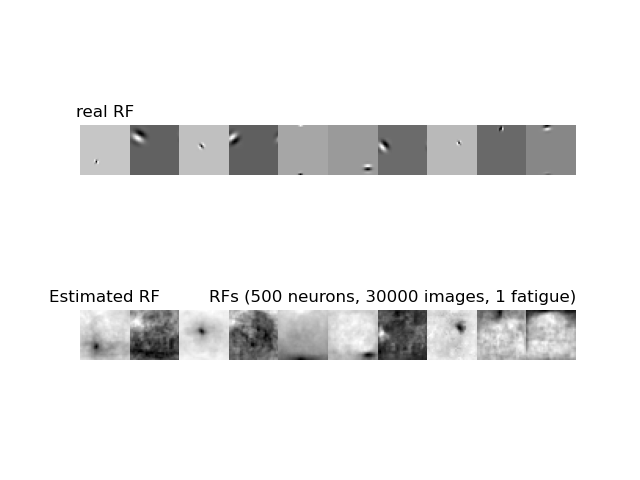 real RF
Estimated RF
RFs (500 neurons, 30000 images, 1 fatigue)